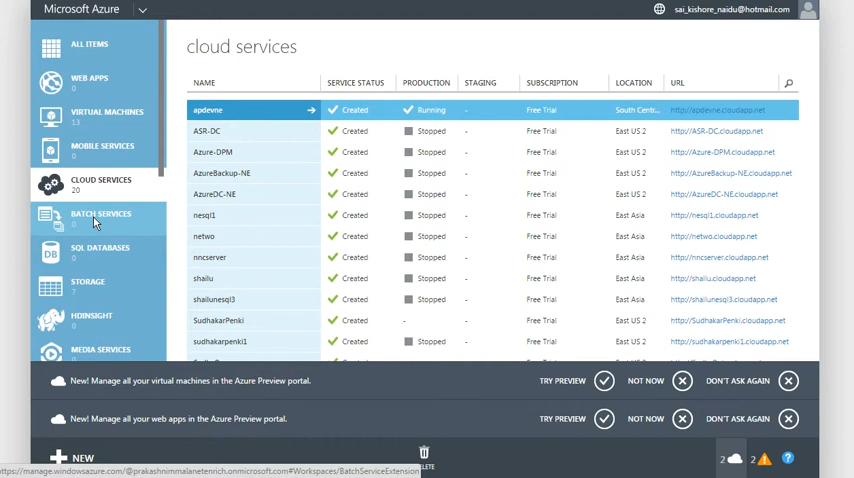 Microsoft Azure
sai_kishore_naidu@hotmail.com
ALL ITEMS
WEB APPS
0
VIRTUAL MACHINES
13
MOBILE SERVICES
0
CLOUD SERVICES
20
BATCH SERVICES
0
SQL DATABASES
0
STORAGE
7
HDINSIGHT
0
MEDIA SERVICES
0
cloud services
NAME SERVICE STATUS PRODUCTION STAGING SUBSCRIPTION LOCATION URL
apdevne Created Running - Free Trial South Centr... http://apdevne.cloudapp.net
ASR-DC Created Stopped - Free Trial East US 2 http://ASR-DC.cloudapp.net
Azure-DPM Created Stopped - Free Trial East US 2 http://Azure-DPM.cloudapp.net
AzureBackup-NE Created Stopped - Free Trial East US 2 http://AzureBackup-NE.cloudapp.net
AzureDC-NE Created Stopped - Free Trial East US 2 http://AzureDC-NE.cloudapp.net
nesql1 Created Stopped - Free Trial East Asia http://nesql1.cloudapp.net
netwo Created Stopped - Free Trial East Asia http://netwo.cloudapp.net
nncserver Created Stopped - Free Trial East Asia http://nncserver.cloudapp.net
shailu Created Stopped - Free Trial East Asia http://shailu.cloudapp.net
shailunesql3 Created Stopped - Free Trial East Asia http://shailunesql3.cloudapp.net
SudhakarPenki Created - - Free Trial East US 2 http://SudhakarPenki.cloudapp.net
sudhakarpenki1 Created Stopped - Free Trial East US 2 http://sudhakarpenki1.cloudapp.net
New! Manage all your virtual machines in the Azure Preview portal. TRY PREVIEW NOT NOW DON'T ASK AGAIN
New! Manage all your web apps in the Azure Preview portal. TRY PREVIEW NOT NOW DON'T ASK AGAIN
NEW
2 2 ?
https://manage.windowsazure.com/@prakashnimmalanetenrich.onmicrosoft.com#Workspaces/BatchServiceExtension ELETE